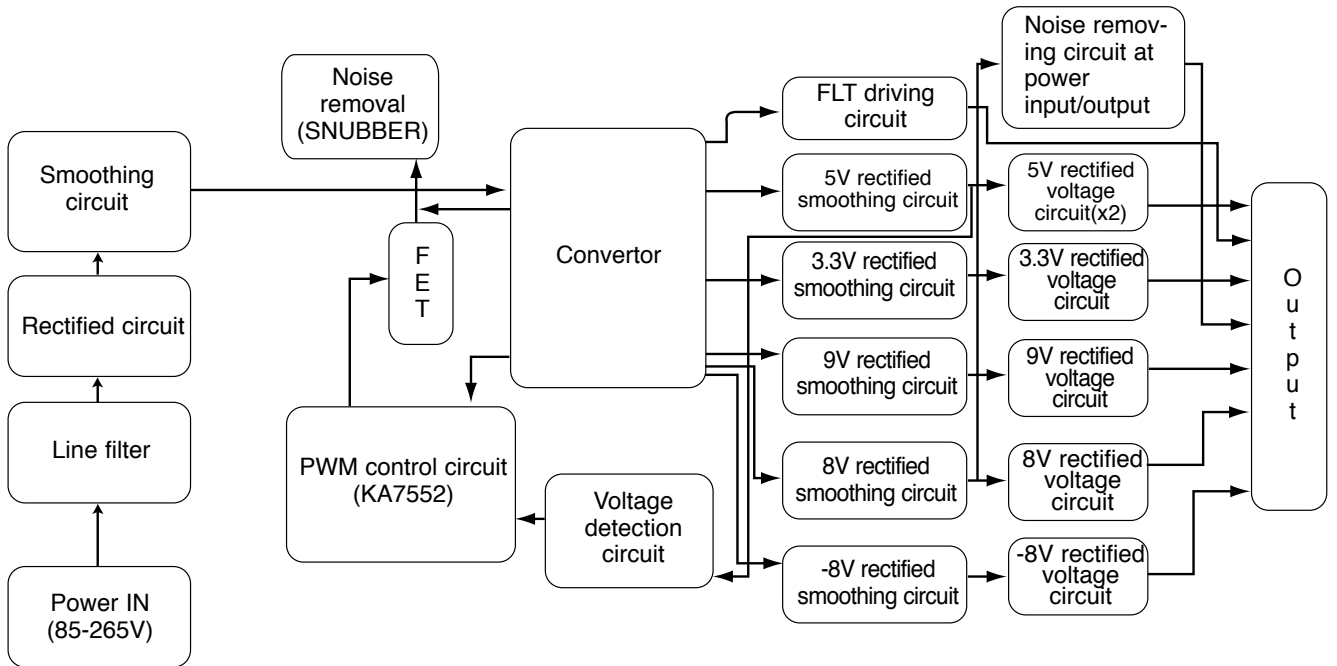 Noise
removal
(SNUBBER)
Smoothing
circuit
Rectified circuit
Line filter
Power IN
(85-265V)
F
E
T
PWM control circuit
(KA7552)
Convertor
Voltage
detection
circuit
FLT driving
circuit
5V rectified
smoothing circuit
3.3V rectified
smoothing circuit
9V rectified
smoothing circuit
8V rectified
smoothing circuit
-8V rectified
smoothing circuit
Noise remov-
ing circuit at
power
input/output
5V rectified
voltage
circuit(x2)
3.3V rectified
voltage
circuit
9V rectified
voltage
circuit
8V rectified
voltage
circuit
-8V rectified
voltage
circuit
O
u
t
p
u
t